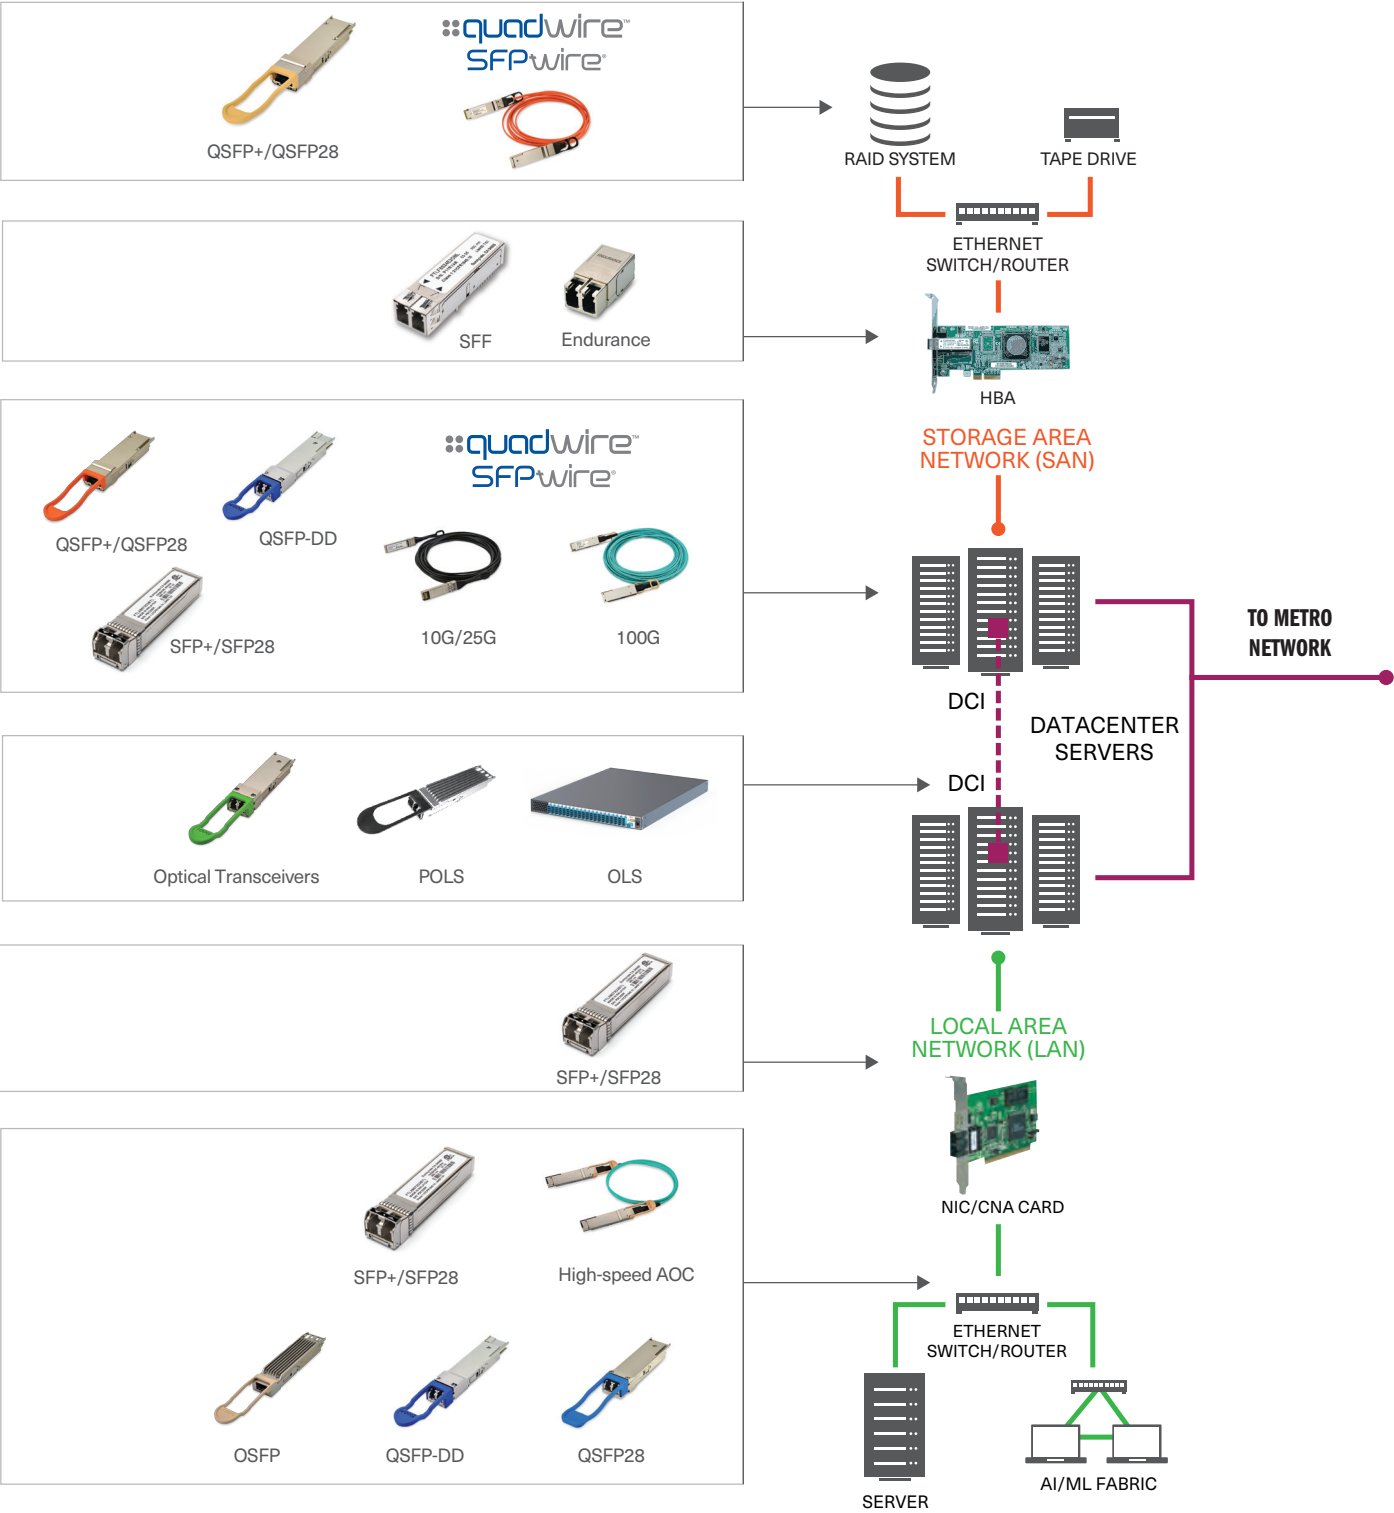 quadwire™
SFPwire®
QSFP+/QSFP28
RAID SYSTEM
TAPE DRIVE
ETHERNET
SWITCH/ROUTER
SFF
Endurance
HBA
STORAGE AREA
NETWORK (SAN)
quadwire™
SFPwire®
QSFP+/QSFP28
QSFP-DD
SFP+/SFP28
10G/25G
100G
TO METRO
NETWORK
DCI
DATACENTER
SERVERS
DCI
Optical Transceivers
POLS
OLS
LOCAL AREA
NETWORK (LAN)
SFP+/SFP28
NIC/CNA CARD
SFP+/SFP28
High-speed AOC
ETHERNET
SWITCH/ROUTER
OSFP
QSFP-DD
QSFP28
SERVER
AI/ML FABRIC